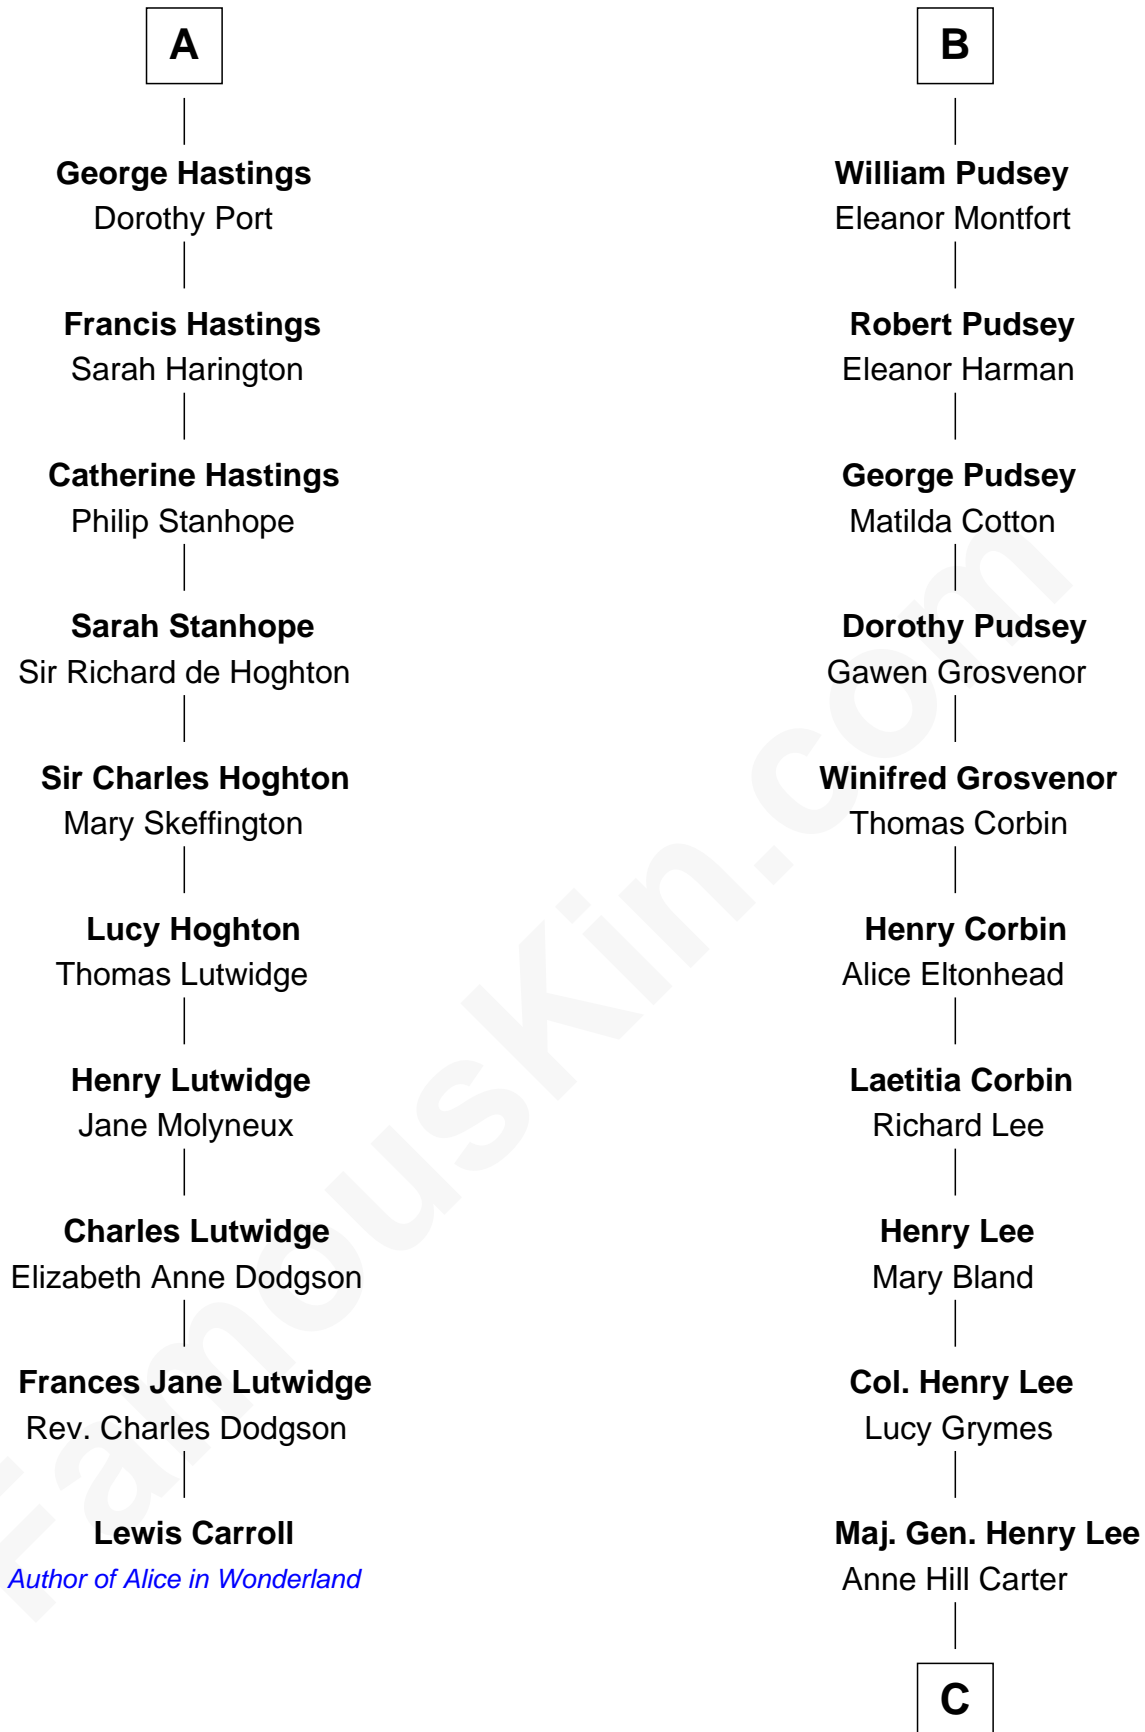 A
George Hastings
Dorothy Port
Francis Hastings
Sarah Harington
Catherine Hastings
Philip Stanhope
Sarah Stanhope
Sir Richard de Hoghton
Sir Charles Hoghton
Mary Skeffington
Lucy Hoghton
Thomas Lutwidge
Henry Lutwidge
Jane Molyneux
Charles Lutwidge
Elizabeth Anne Dodgson
Frances Jane Lutwidge
Rev. Charles Dodgson
Lewis Carroll
Author of Alice in Wonderland
B
William Pudsey
Eleanor Montfort
Robert Pudsey
Eleanor Harman
George Pudsey
Matilda Cotton
Dorothy Pudsey
Gawen Grosvenor
Winifred Grosvenor
Thomas Corbin
Henry Corbin
Alice Eltonhead
Laetitia Corbin
Richard Lee
Henry Lee
Mary Bland
Col. Henry Lee
Lucy Grymes
Maj. Gen. Henry Lee
Anne Hill Carter
C
FamousKin.com